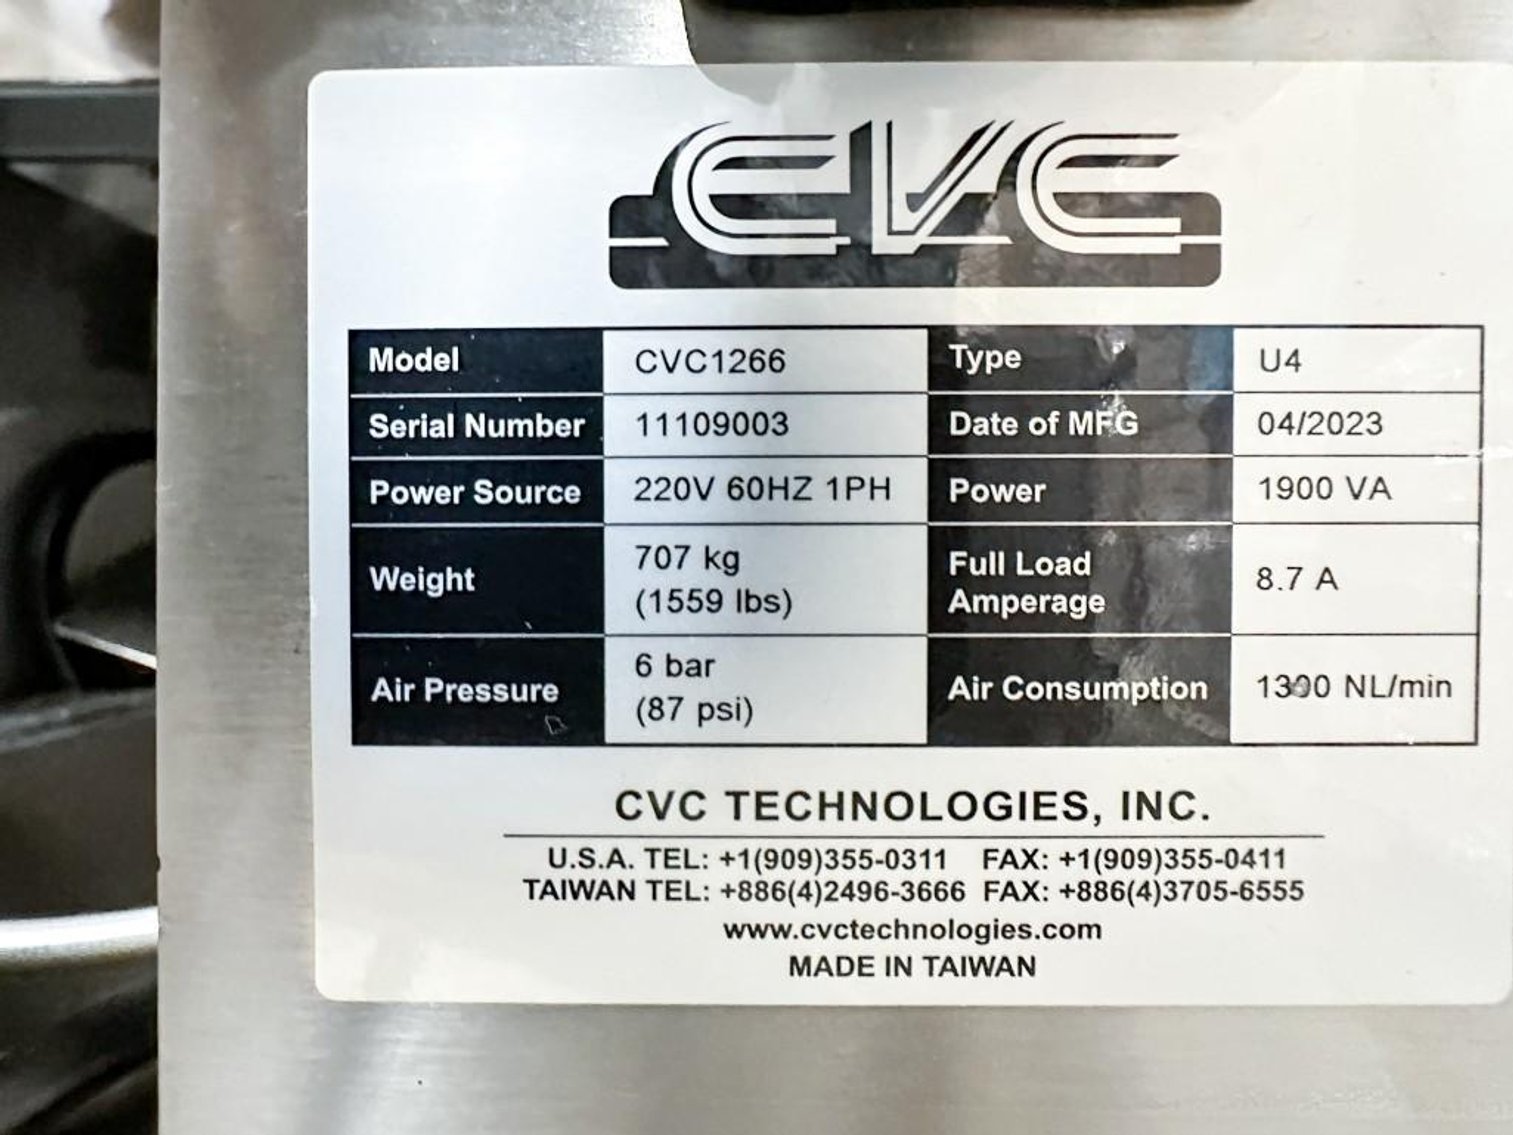 CVC
Model CVC1266 Type U4
Serial Number 11109003 Date of MFG 04/2023
Power Source 220V 60HZ 1PH Power 1900 VA
Weight 707 kg (1559 lbs) Full Load Amperage 8.7 A
Air Pressure 6 bar (87 psi) Air Consumption NL/min
CVC TECHNOLOGIES, INC.
U.S.A. TEL: +1(909)355-0311 FAX: +1(909)355-0411
TAIWAN TEL: +886(4)2496-3666 FAX: +886(4)3705-6555
www.cvctechnologies.com
MADE IN TAIWAN